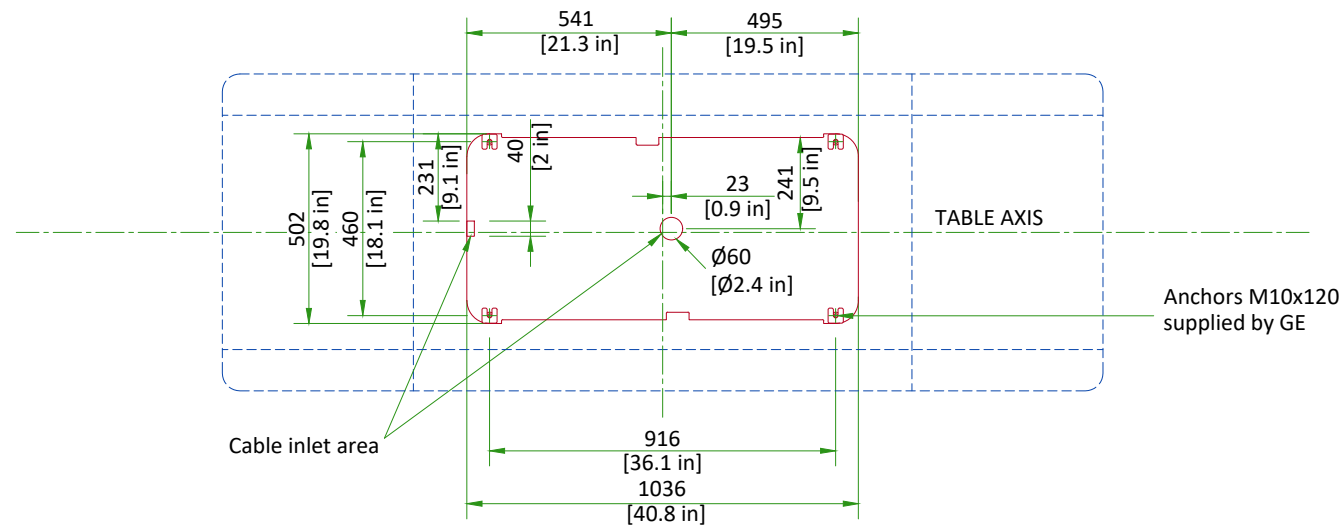 541
[21.3 in]
495
[19.5 in]
502
[19.8 in]
460
[18.1 in]
231
[9.1 in]
40
[2 in]
23
[0.9 in]
241
[9.5 in]
TABLE AXIS
Ø60
[Ø2.4 in]
Anchors M10x120
supplied by GE
Cable inlet area
916
[36.1 in]
1036
[40.8 in]